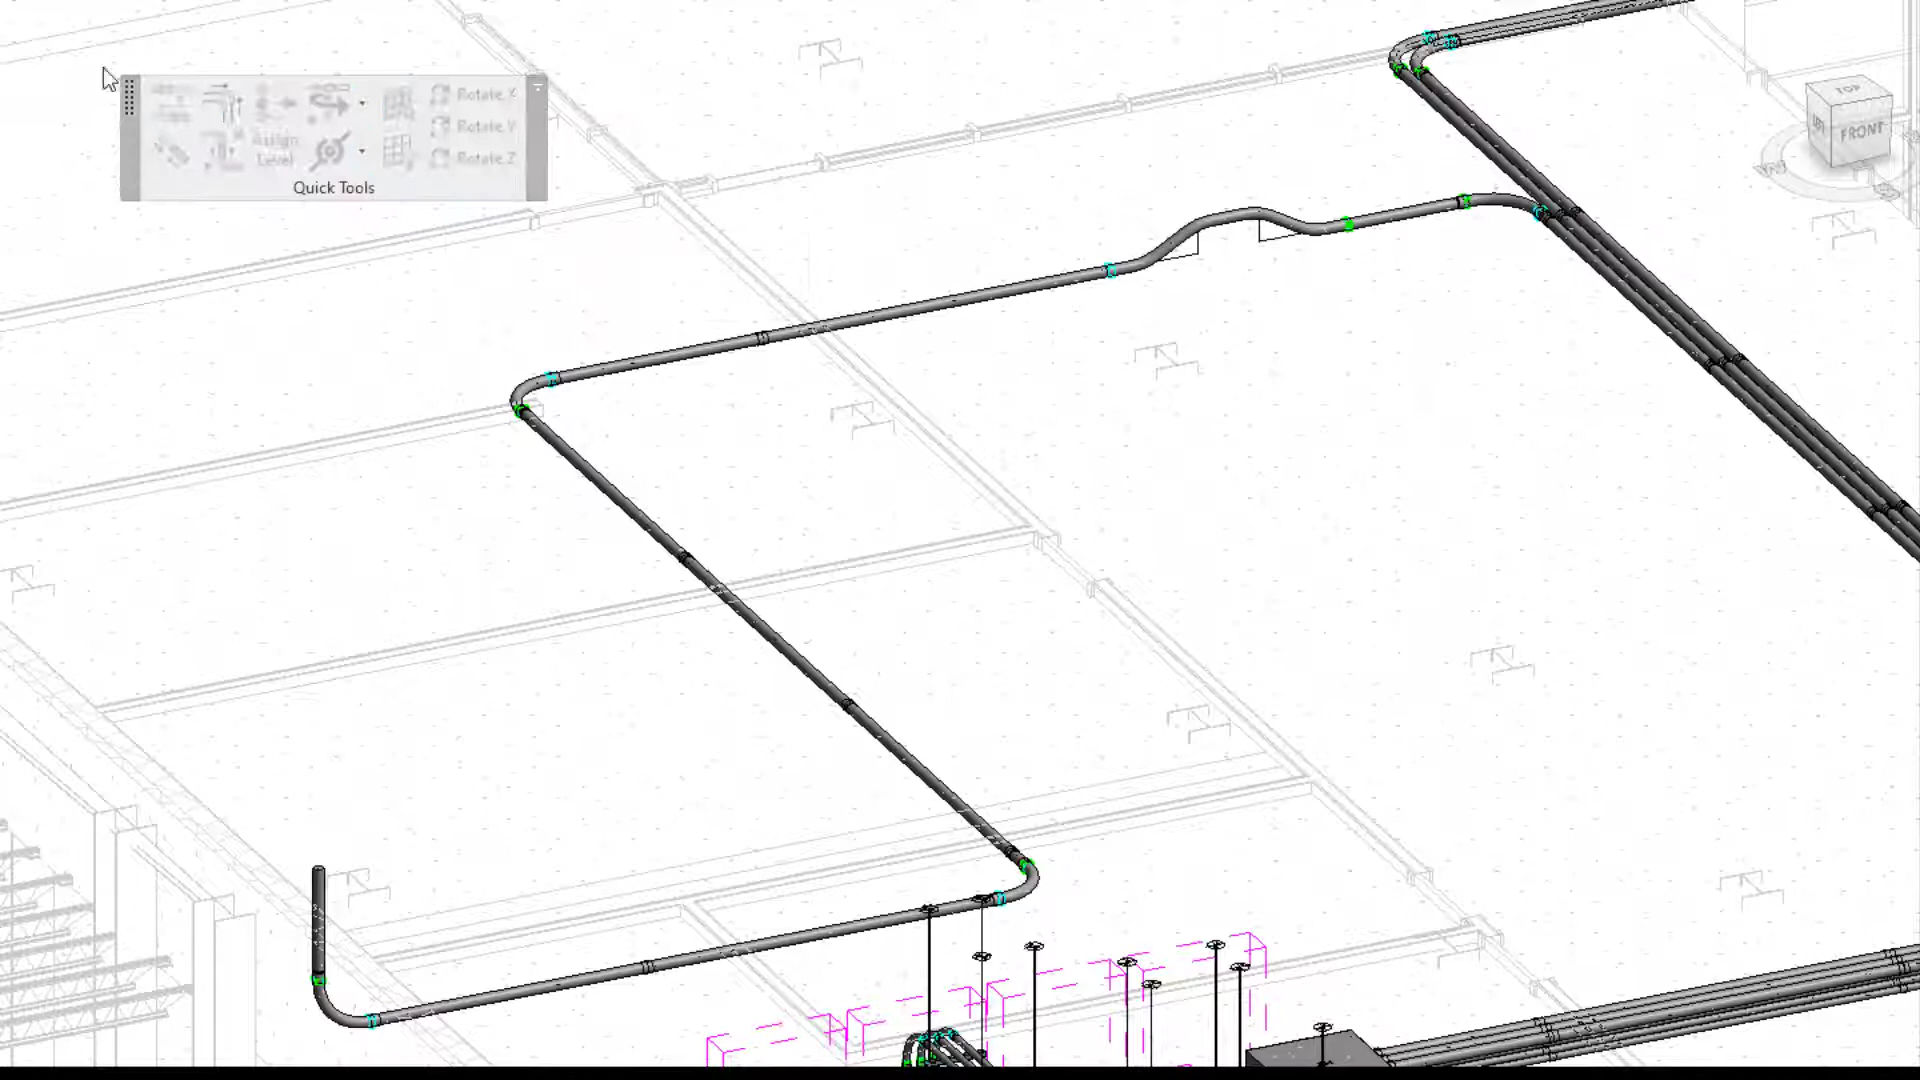 Rotate X
Rotate Y
Assign
Level
Rotate Z
Quick Tools
TOP
FRONT